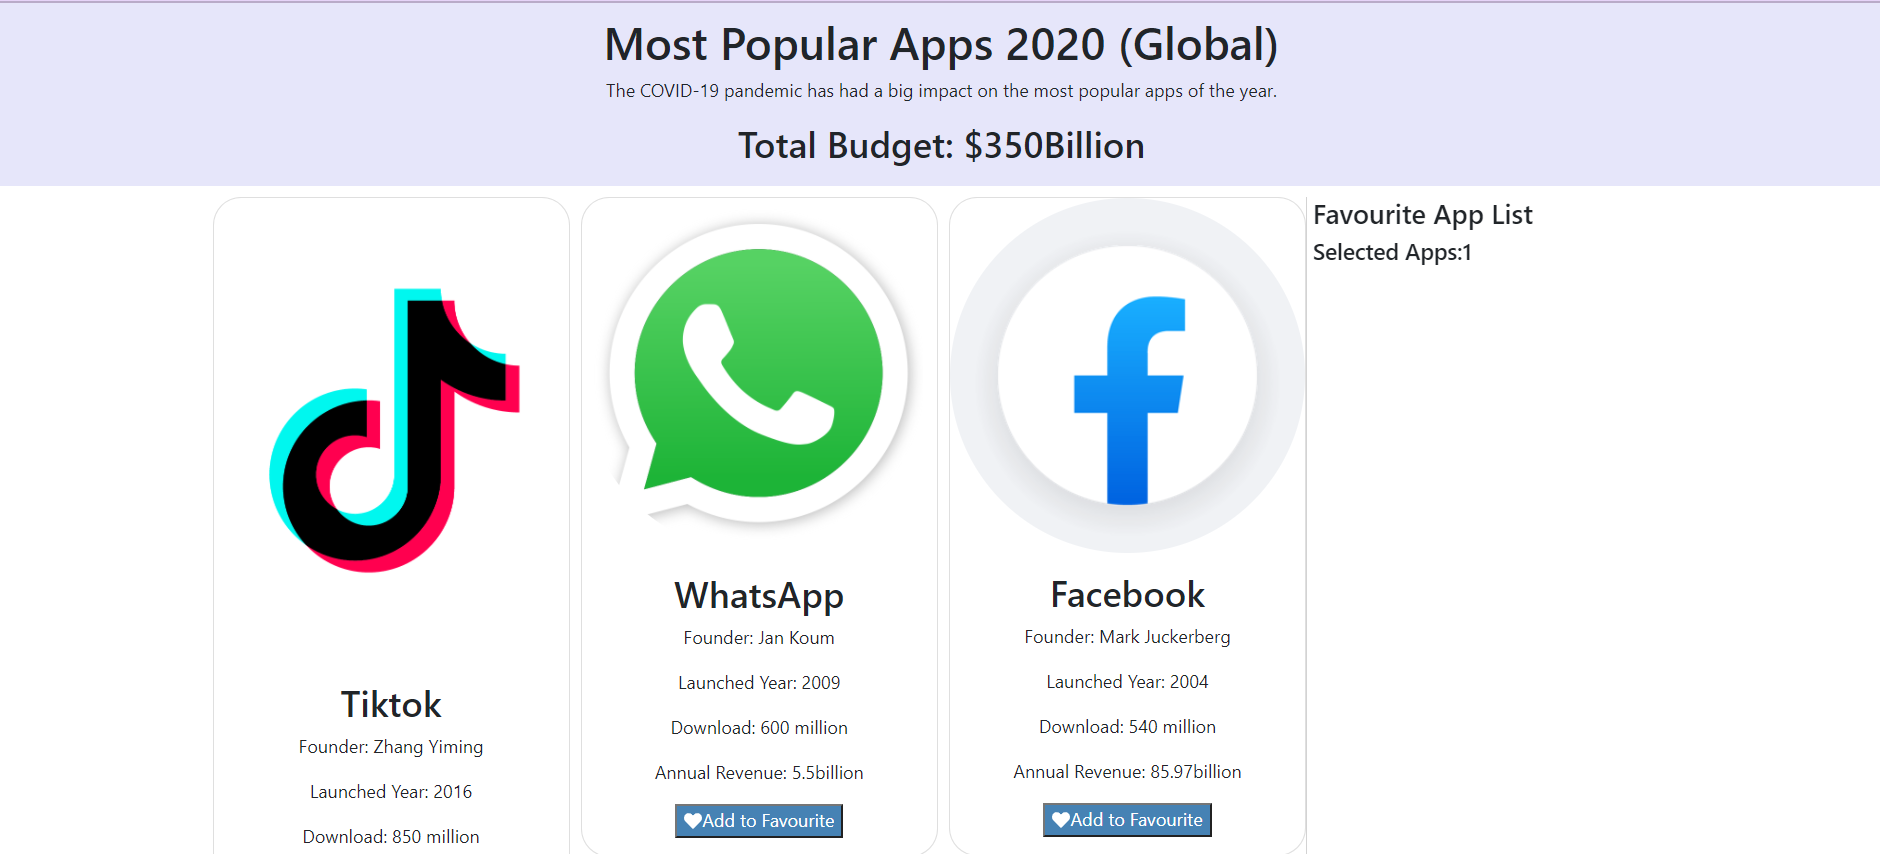 Most Popular Apps 2020 (Global)
The COVID-19 pandemic has had a big impact on the most popular apps of the year.
Total Budget: $350Billion
Tiktok
Founder: Zhang Yiming
Launched Year: 2016
Download: 850 million
WhatsApp
Founder: Jan Koum
Launched Year: 2009
Download: 600 million
Annual Revenue: 5.5billion
Add to Favourite
Facebook
Founder: Mark Juckerberg
Launched Year: 2004
Download: 540 million
Annual Revenue: 85.97billion
Add to Favourite
Favourite App List
Selected Apps:1